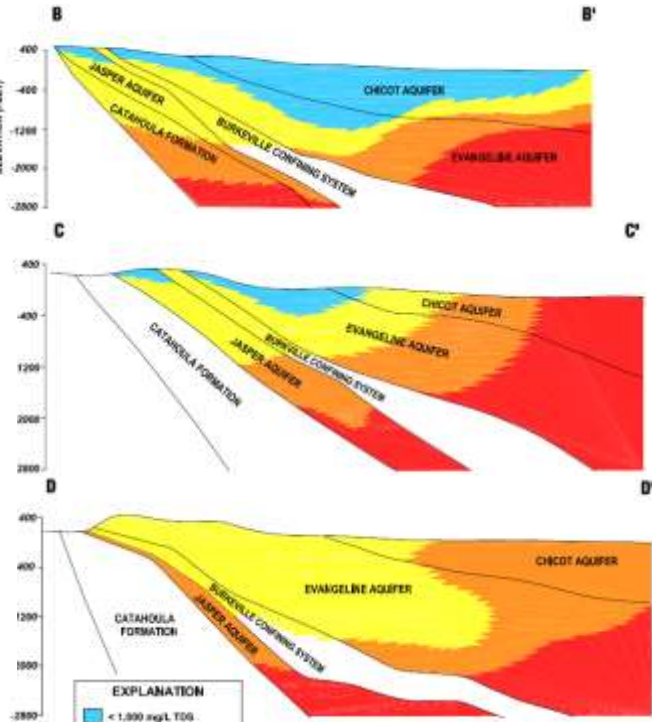 B B'
400
-400
-1200
-2000
-2800
JASPER AQUIFER
CATAHOULA FORMATION
BURKEVILLE CONFINING SYSTEM
CHICOT AQUIFER
EVANGELINE AQUIFER
C C'
400
-400
1200
2000
2800
CATAHOULA FORMATION
JASPER AQUIFER
BURKEVILLE CONFINING SYSTEM
EVANGELINE AQUIFER
CHICOT AQUIFER
D D'
400
400
1200
-2800
CATAHOULA
FORMATION
JASPER AQUIFER
BURKEVILLE CONFINING SYSTEM
EVANGELINE AQUIFER
CHICOT AQUIFER
EXPLANATION
< 1,000 mg/L TDS